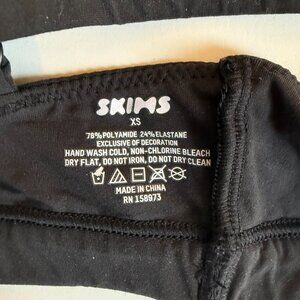 SKIMS
XS
76% POLYAMIDE 24% ELASTANE
EXCLUSIVE OF DECORATION
HAND WASH COLD, NON-CHLORINE BLEACH
DRY FLAT, DO NOT IRON, DO NOT DRY CLEAN
MADE IN CHINA
RN 158973